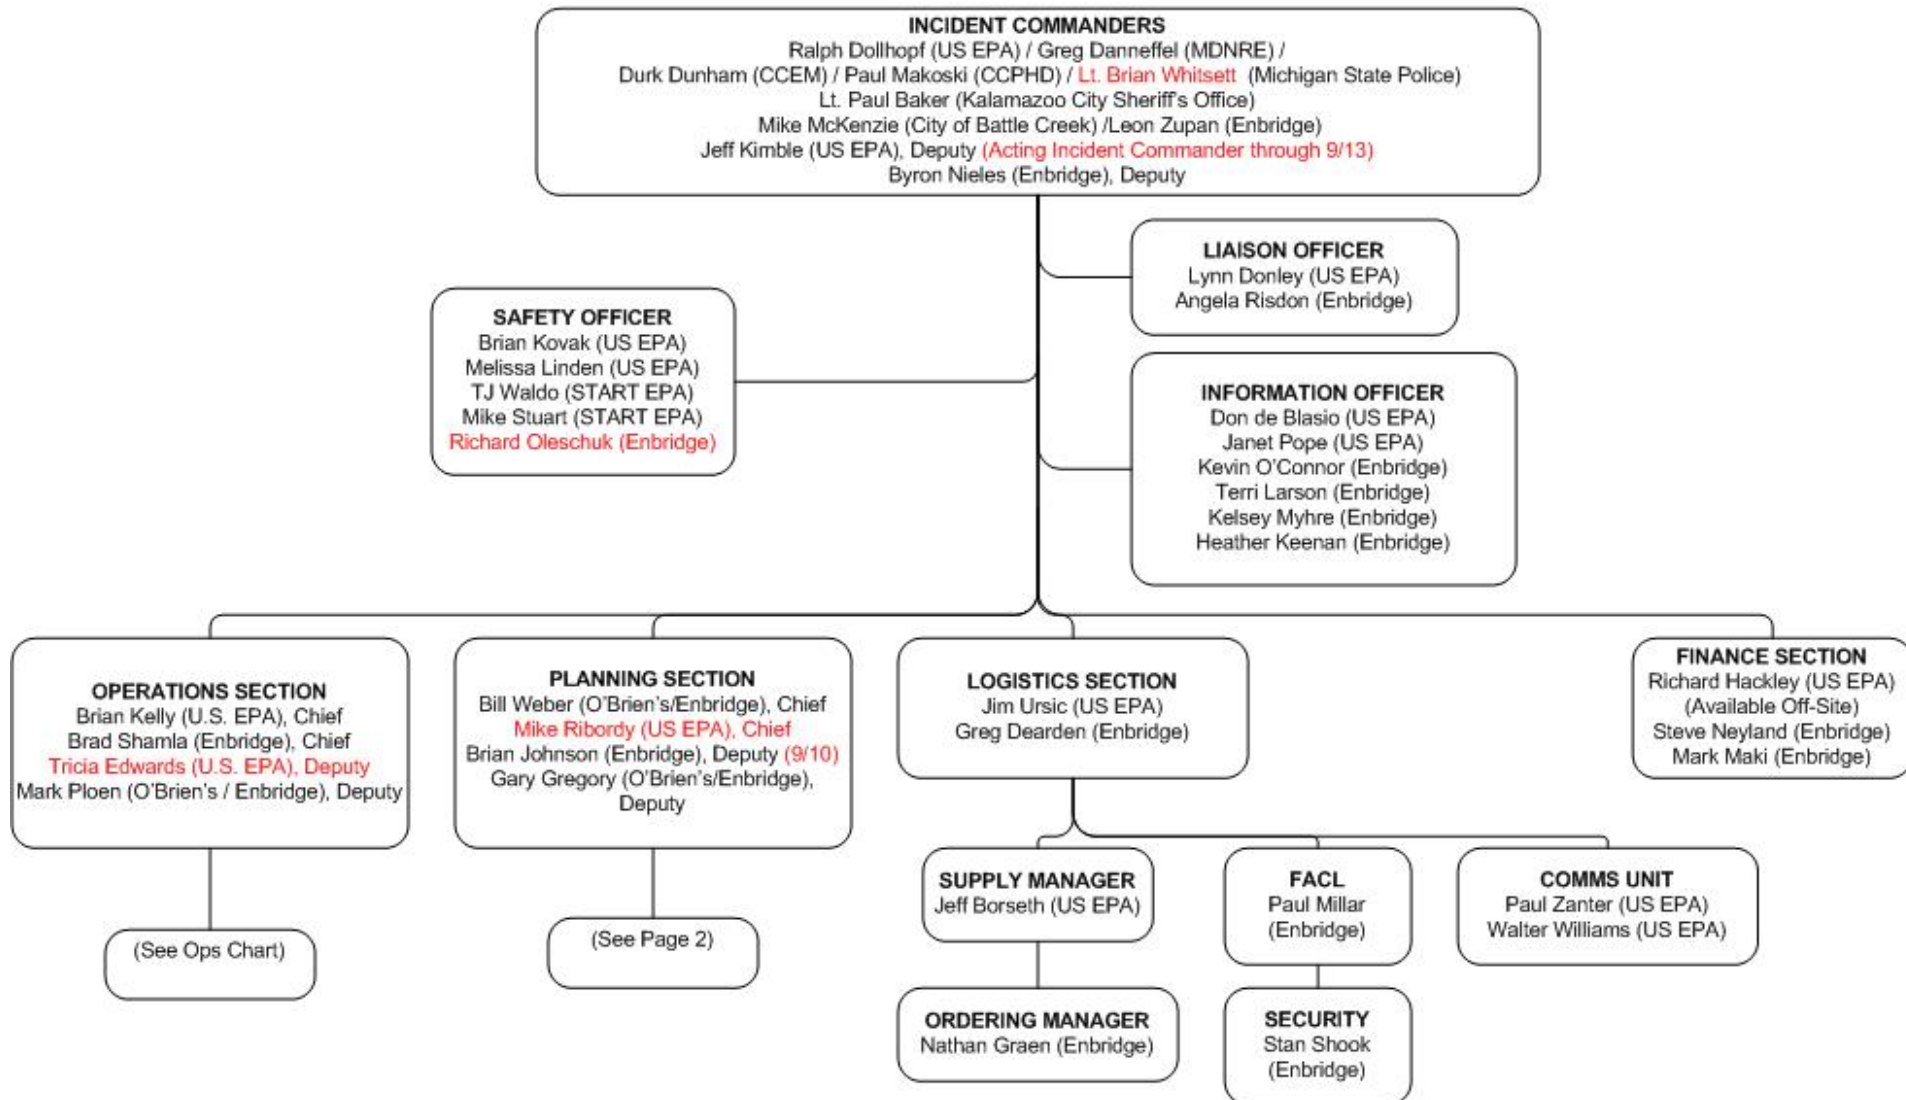 INCIDENT COMMANDERS
Ralph Dollhopf (US EPA) / Greg Danneffel (MDNRE) /
Durk Dunham (CCEM) / Paul Makoski (CCPHD) / Lt. Brian Whitsett (Michigan State Police)
Lt. Paul Baker (Kalamazoo City Sheriff's Office)
Mike McKenzie (City of Battle Creek) /Leon Zupan (Enbridge)
Jeff Kimble (US EPA), Deputy (Acting Incident Commander through 9/13)
Byron Nieles (Enbridge), Deputy
LIAISON OFFICER
Lynn Donley (US EPA)
Angela Risdon (Enbridge)
SAFETY OFFICER
Brian Kovak (US EPA)
Melissa Linden (US EPA)
TJ Waldo (START EPA)
Mike Stuart (START EPA)
Richard Oleschuk (Enbridge)
INFORMATION OFFICER
Don de Blasio (US EPA)
Janet Pope (US EPA)
Kevin O'Connor (Enbridge)
Terri Larson (Enbridge)
Kelsey Myhre (Enbridge)
Heather Keenan (Enbridge)
OPERATIONS SECTION
Brian Kelly (U.S. EPA), Chief
Brad Shamla (Enbridge), Chief
Tricia Edwards (U.S. EPA), Deputy
Mark Ploen (O'Brien's / Enbridge), Deputy
PLANNING SECTION
Bill Weber (O'Brien's/Enbridge), Chief
Mike Ribordy (US EPA), Chief
Brian Johnson (Enbridge), Deputy (9/10)
Gary Gregory (O'Brien's/Enbridge),
Deputy
LOGISTICS SECTION
Jim Ursic (US EPA)
Greg Dearden (Enbridge)
FINANCE SECTION
Richard Hackley (US EPA)
(Available Off-Site)
Steve Neyland (Enbridge)
Mark Maki (Enbridge)
(See Ops Chart)
(See Page 2)
SUPPLY MANAGER
Jeff Borseth (US EPA)
FACL
Paul Millar
(Enbridge)
COMMS UNIT
Paul Zanter (US EPA)
Walter Williams (US EPA)
ORDERING MANAGER
Nathan Graen (Enbridge)
SECURITY
Stan Shook
(Enbridge)